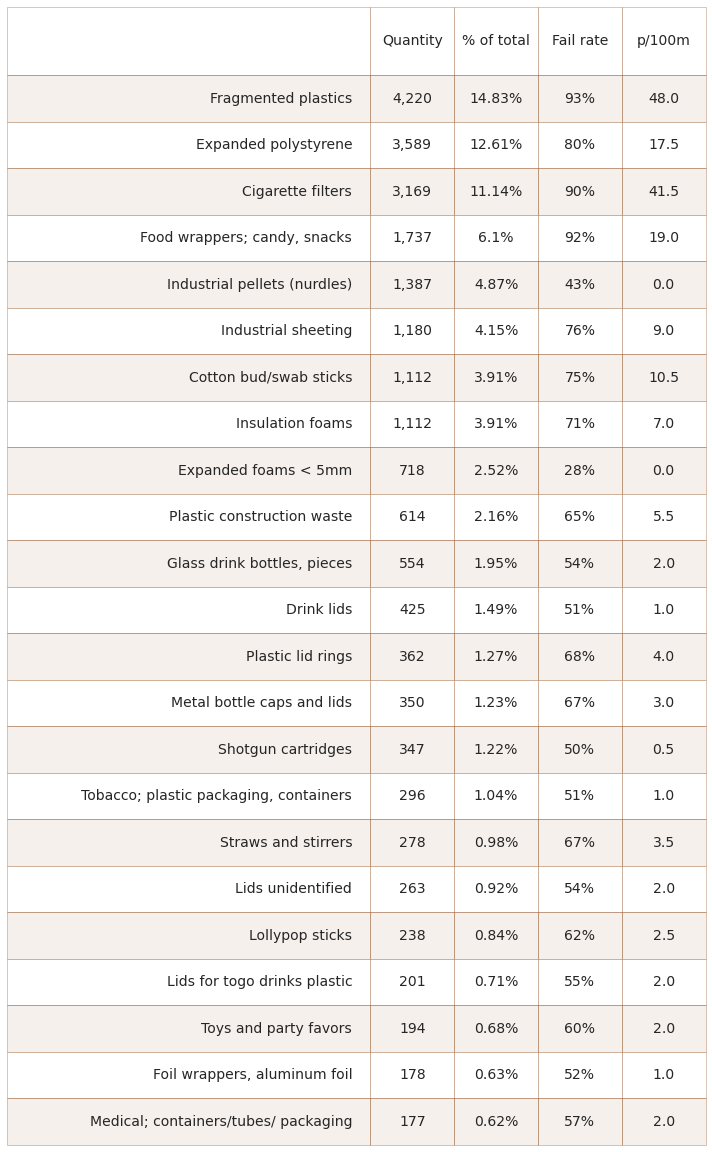 Quantity % of total Fail rate p/100m
Fragmented plastics 4,220 14.83% 93% 48.0
Expanded polystyrene 3,589 12.61% 80% 17.5
Cigarette filters 3,169 11.14% 90% 41.5
Food wrappers; candy, snacks 1,737 6.1% 92% 19.0
Industrial pellets (nurdles) 1,387 4.87% 43% 0.0
Industrial sheeting 1,180 4.15% 76% 9.0
Cotton bud/swab sticks 1,112 3.91% 75% 10.5
Insulation foams 1,112 3.91% 71% 7.0
Expanded foams < 5mm 718 2.52% 28% 0.0
Plastic construction waste 614 2.16% 65% 5.5
Glass drink bottles, pieces 554 1.95% 54% 2.0
Drink lids 425 1.49% 51% 1.0
Plastic lid rings 362 1.27% 68% 4.0
Metal bottle caps and lids 350 1.23% 67% 3.0
Shotgun cartridges 347 1.22% 50% 0.5
Tobacco; plastic packaging, containers 296 1.04% 51% 1.0
Straws and stirrers 278 0.98% 67% 3.5
Lids unidentified 263 0.92% 54% 2.0
Lollypop sticks 238 0.84% 62% 2.5
Lids for togo drinks plastic 201 0.71% 55% 2.0
Toys and party favors 194 0.68% 60% 2.0
Foil wrappers, aluminum foil 178 0.63% 52% 1.0
Medical; containers/tubes/ packaging 177 0.62% 57% 2.0